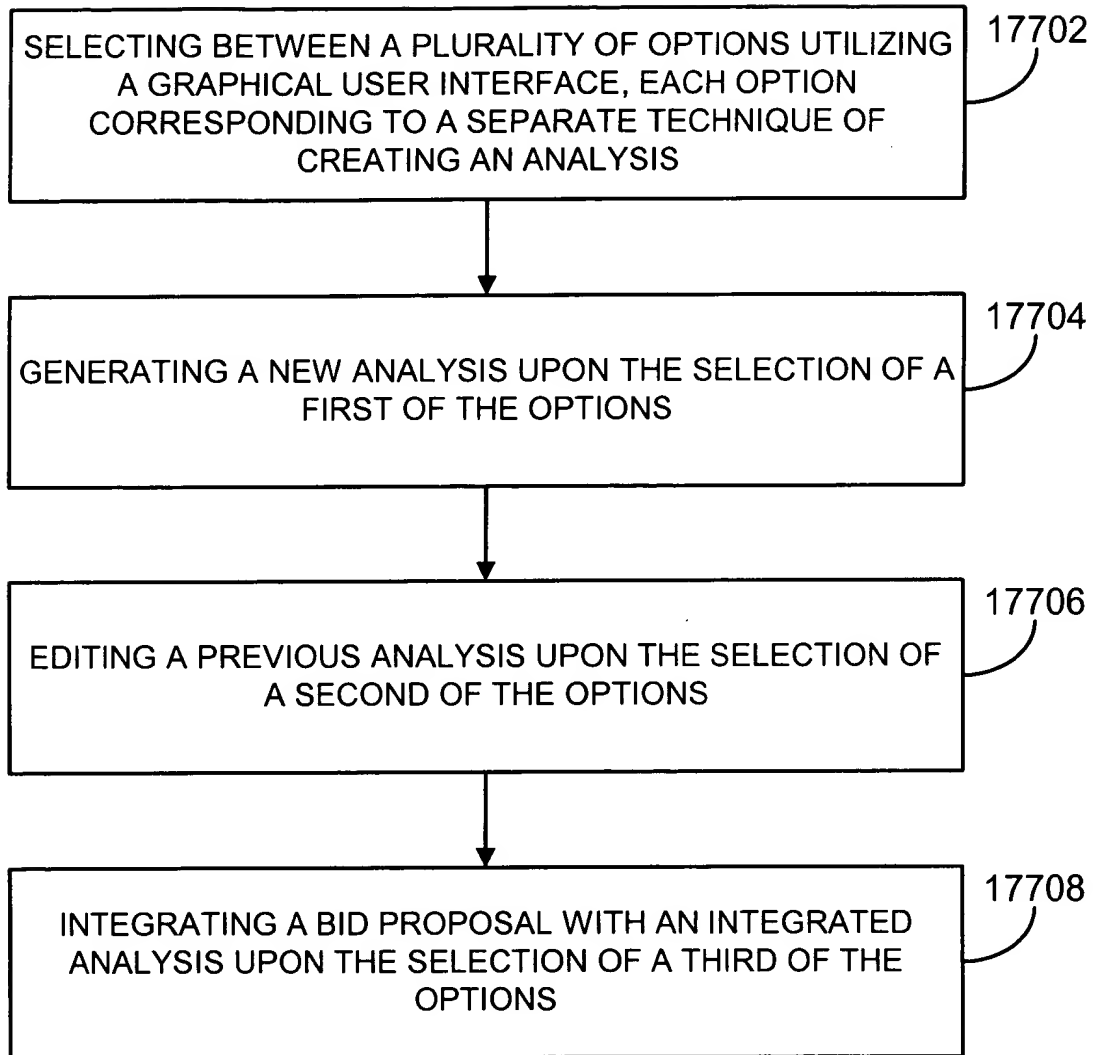 SELECTING BETWEEN A PLURALITY OF OPTIONS UTILIZING
A GRAPHICAL USER INTERFACE, EACH OPTION
CORRESPONDING TO A SEPARATE TECHNIQUE OF
CREATING AN ANALYSIS
17702
GENERATING A NEW ANALYSIS UPON THE SELECTION OF A
FIRST OF THE OPTIONS
17704
EDITING A PREVIOUS ANALYSIS UPON THE SELECTION OF
A SECOND OF THE OPTIONS
17706
INTEGRATING A BID PROPOSAL WITH AN INTEGRATED
ANALYSIS UPON THE SELECTION OF A THIRD OF THE
OPTIONS
17708